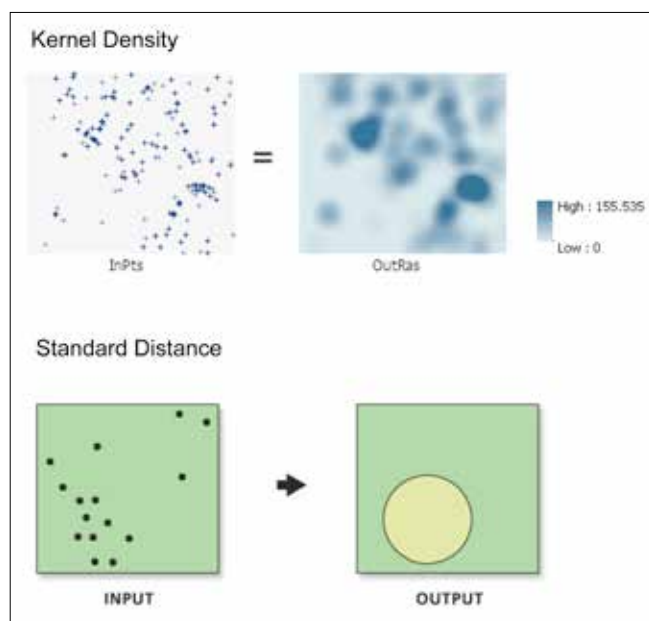 Kernel Density
=
InPts
OutRas
High : 155.535
Low : 0
Standard Distance
INPUT
OUTPUT